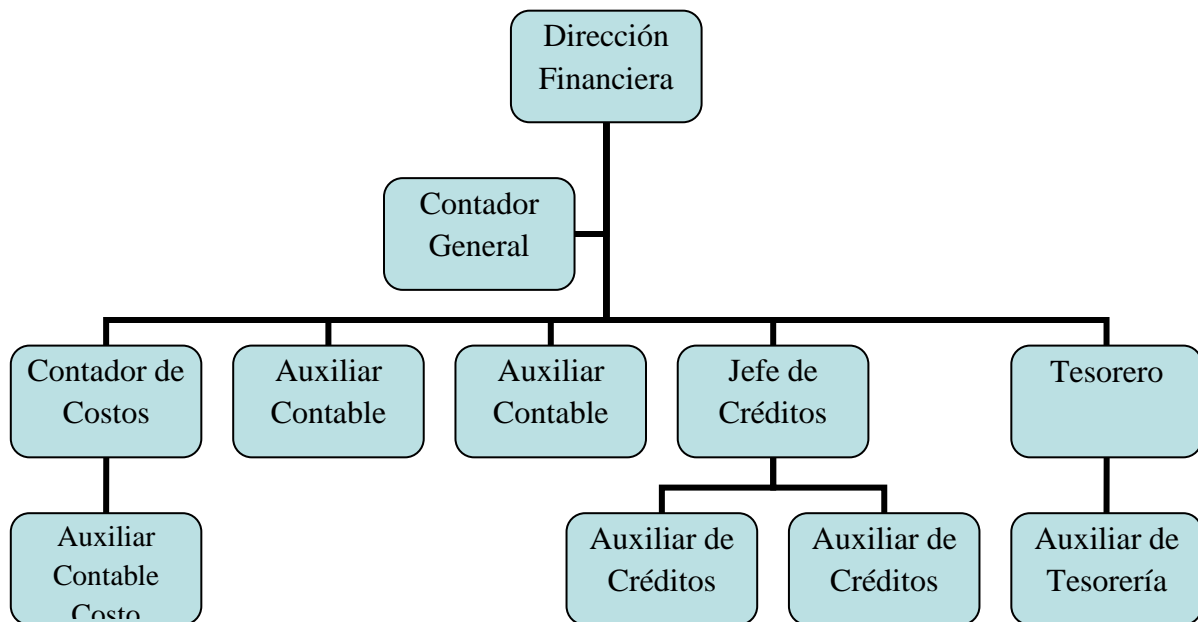 Dirección
Financiera
Contador
General
Contador de
Costos
Auxiliar
Contable
Auxiliar
Contable
Jefe de
Créditos
Tesorero
Auxiliar
Contable
Costo
Auxiliar de
Créditos
Auxiliar de
Créditos
Auxiliar de
Tesorería